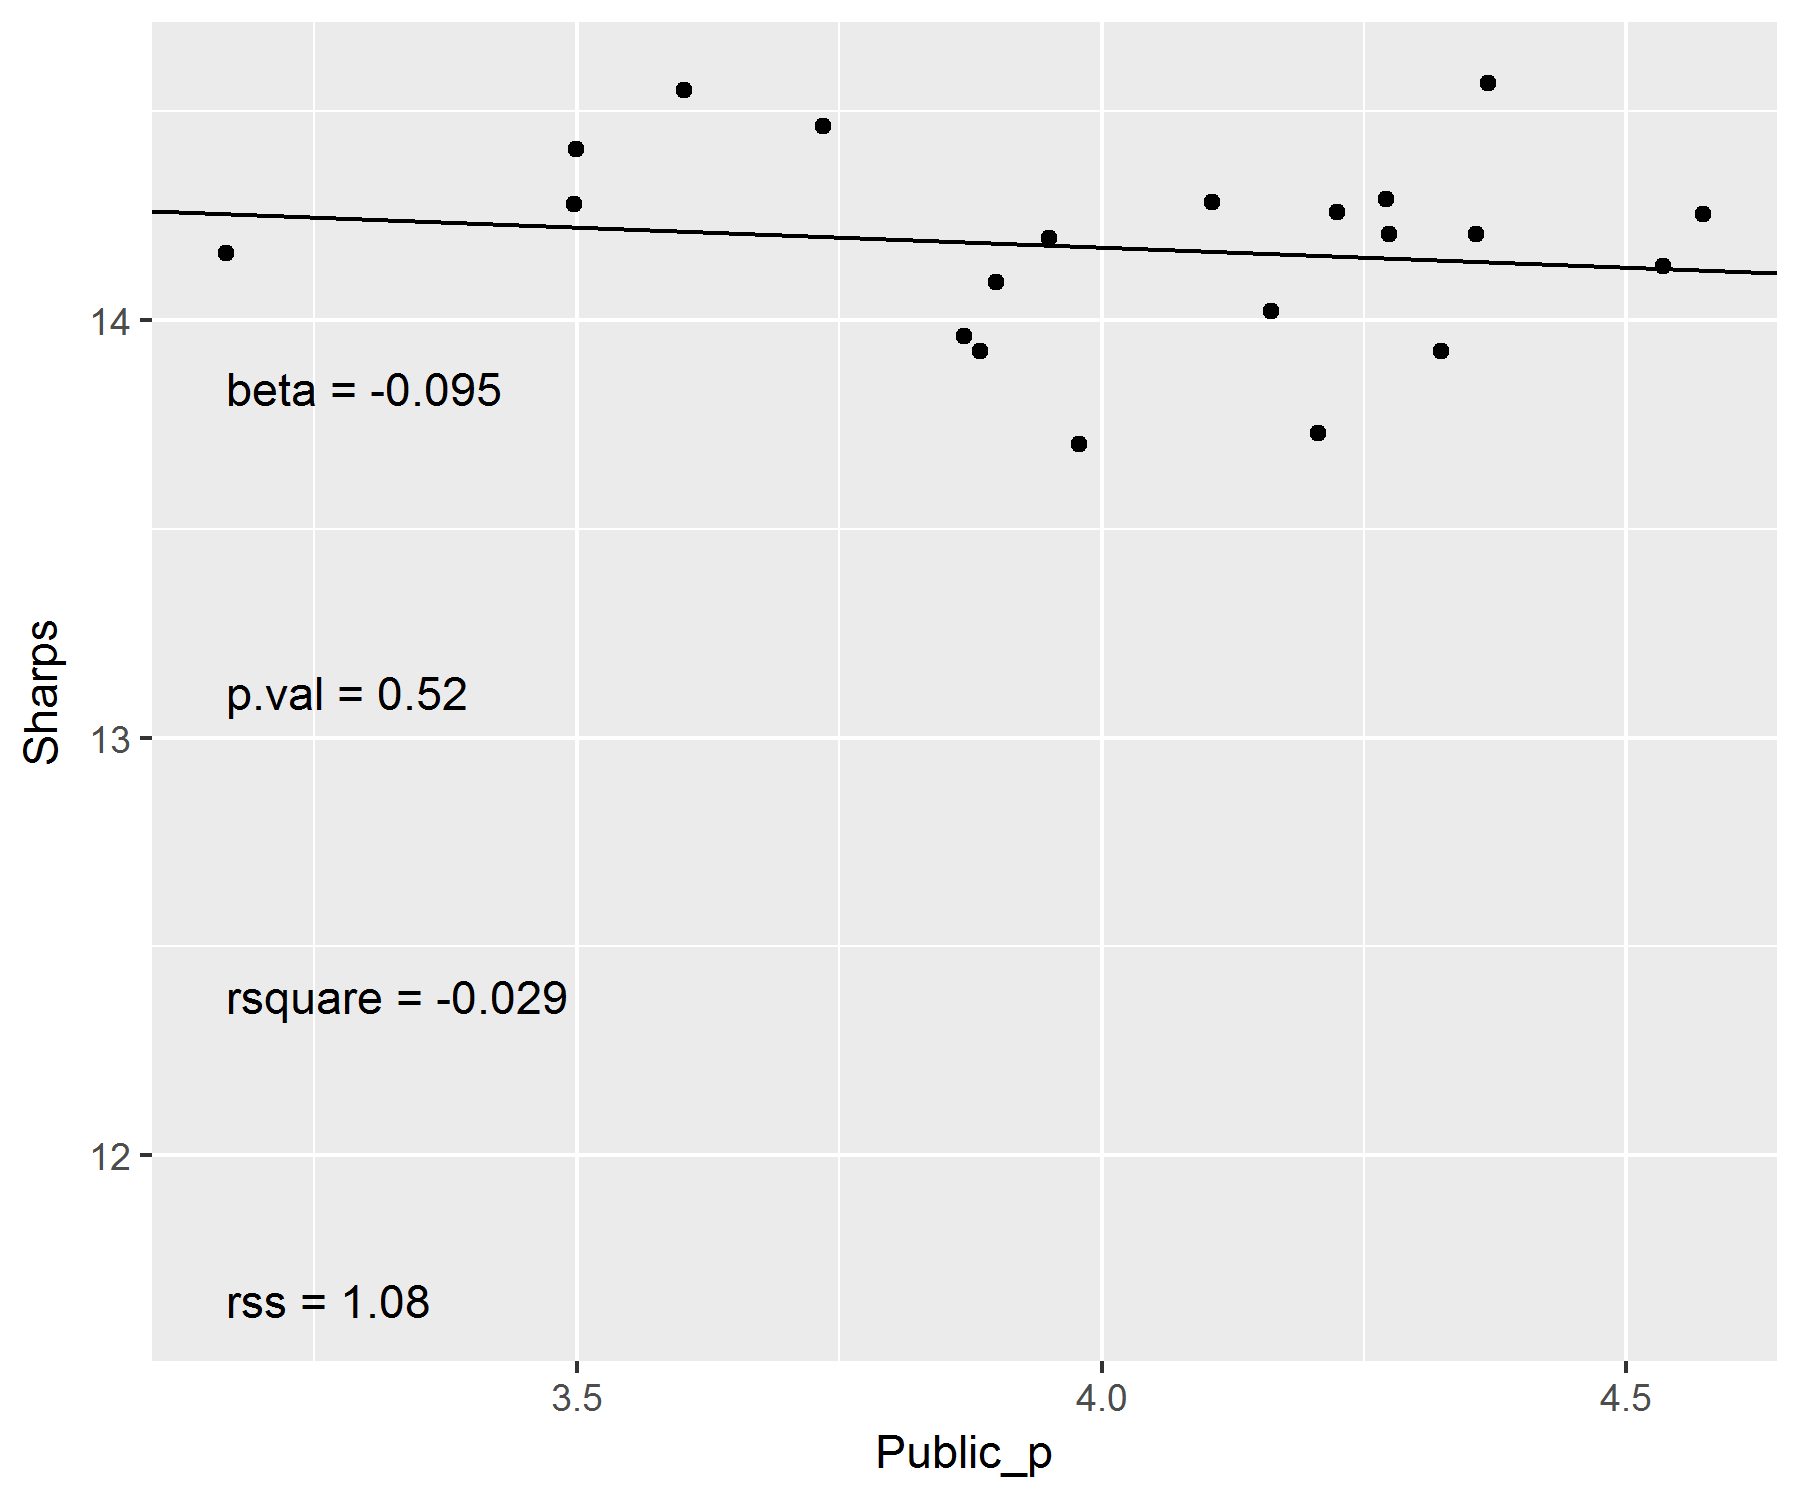 14
beta = -0.095
p.val = 0.52
13
Sharps
rsquare = -0.029
12
rss = 1.08
3.5 4.0 4.5
Public_p